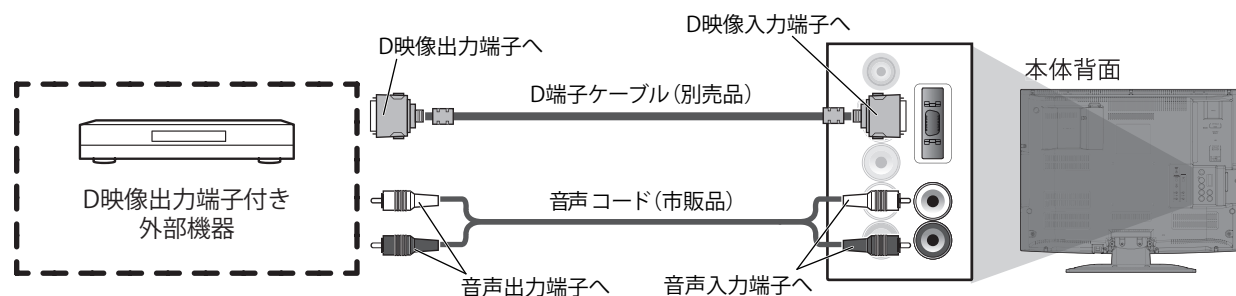 D映像出力端子へ
D映像入力端子へ
D端子ケーブル（別売品）
本体背面
D映像出力端子付き
外部機器
音声コード（市販品）
音声出力端子へ
音声入力端子へ